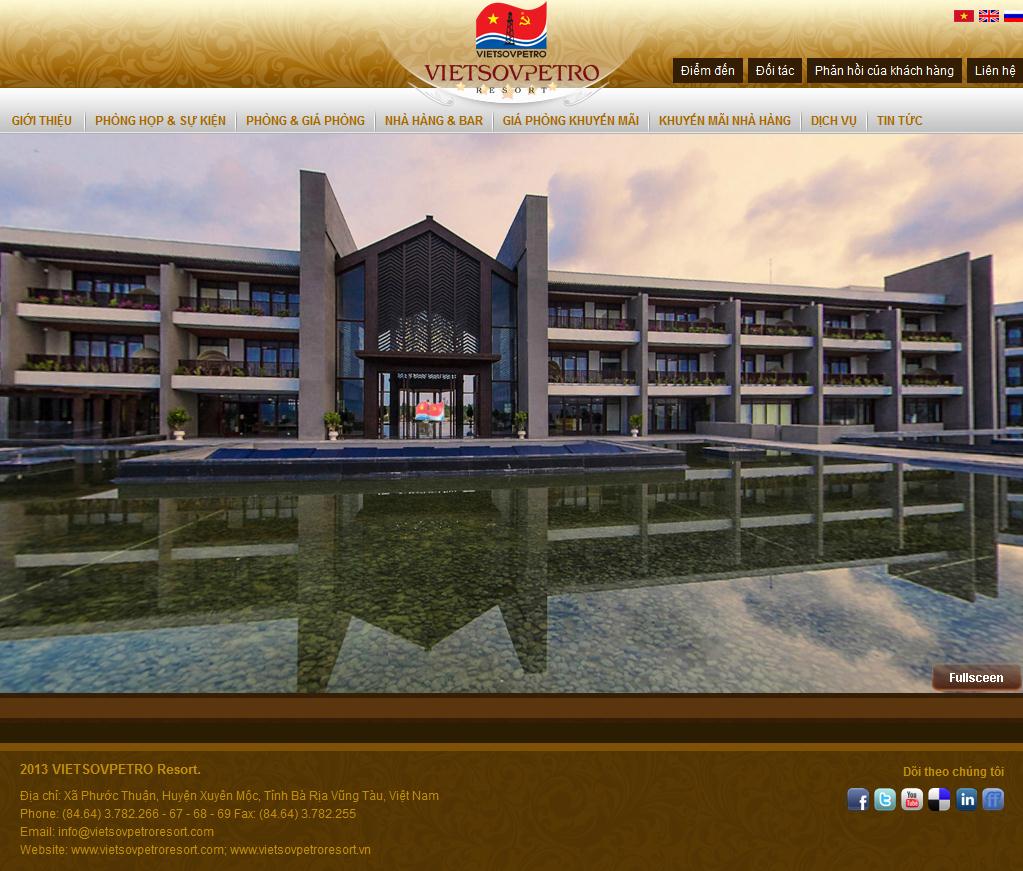 VIETSOVPETRO
VIETSOVPETRO
RESORT
Điểm đến
Đối tác
Phản hồi của khách hàng
Liên hệ
GIỚI THIỆU
PHÒNG HỌP & SỰ KIỆN
PHÒNG & GIÁ PHÒNG
NHÀ HÀNG & BAR
GIÁ PHÒNG KHUYẾN MÃI
KHUYẾN MÃI NHÀ HÀNG
DỊCH VỤ
TIN TỨC
Fullsceen
2013 VIETSOVPETRO Resort.
Địa chỉ: Xã Phước Thuận, Huyện Xuyên Mộc, Tỉnh Bà Rịa Vũng Tàu, Việt Nam
Phone: (84.64) 3.782.266 - 67 - 68 - 69 Fax: (84.64) 3.782.255
Email: info@vietsovpetroresort.com
Website: www.vietsovpetroresort.com; www.vietsovpetroresort.vn
Dõi theo chúng tôi
You
Tube
in
ff